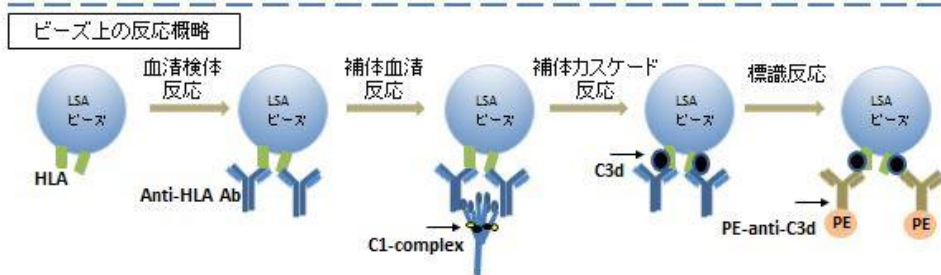 ビーズ上の反応概略
血清検体
反応
補体血清
反応
補体カスケード
反応
標識反応
LSA
ビーズ
LSA
ビーズ
LSA
ビーズ
LSA
ビーズ
LSA
ビーズ
HLA
Anti-HLA Ab
C1-complex
C3d
PE-anti-C3d
PE
PE